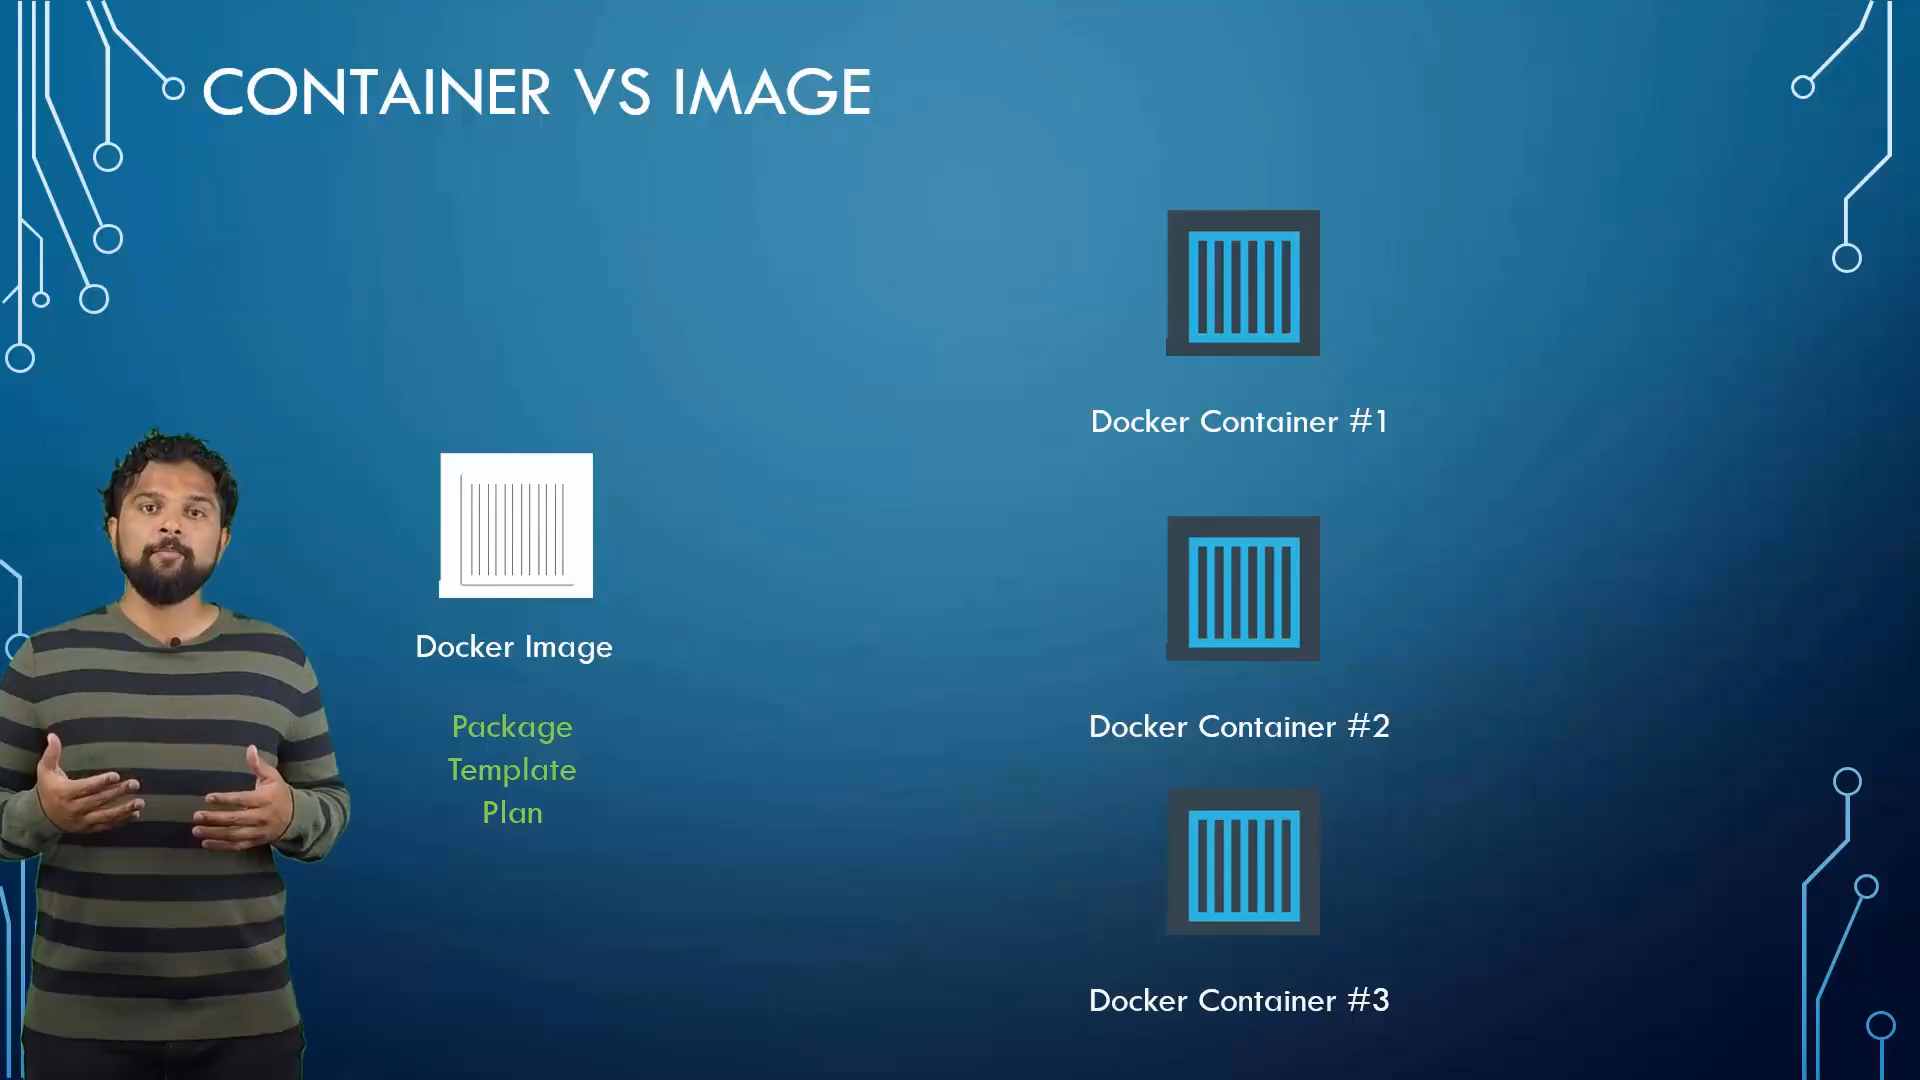 CONTAINER VS IMAGE
Docker Container #1
Docker Image
Package
Template
Plan
Docker Container #2
Docker Container #3